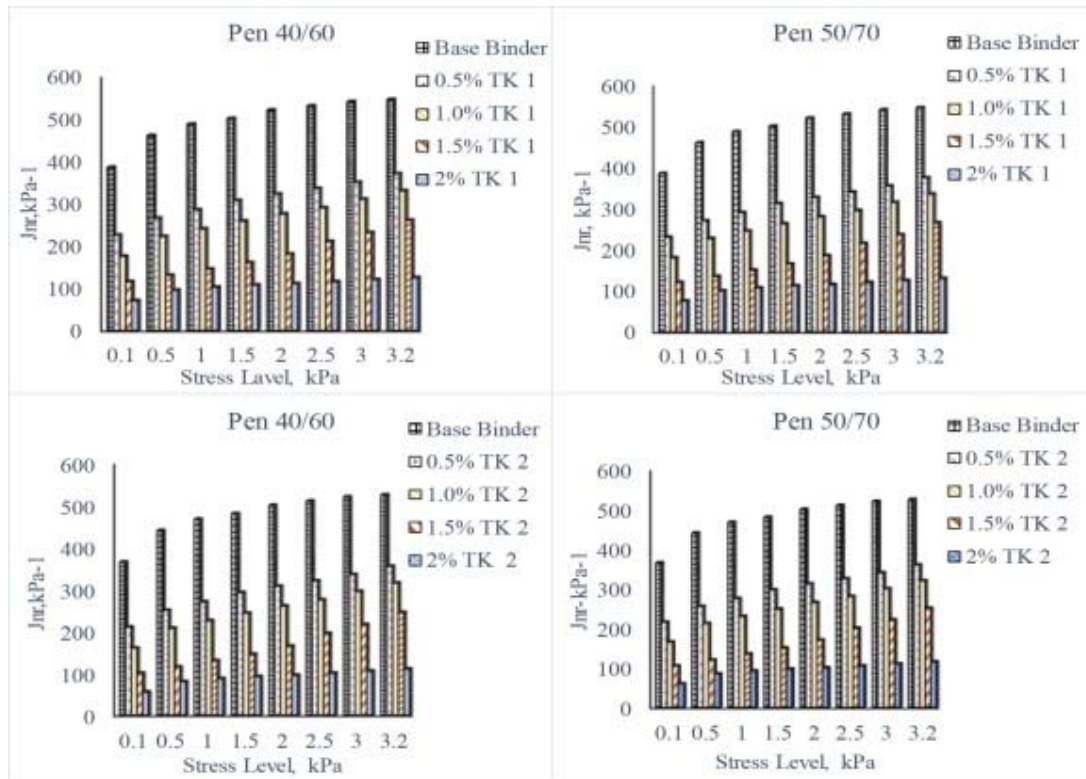 Pen 40/60
Base Binder
0.5% TK 1
1.0% TK 1
1.5% TK 1
2% TK 1
600
500
400
300
200
100
0
Jnr,kPa-1
0.1 0.5 1 1.5 2 2.5 3 3.2
Stress Lavel, kPa
Pen 50/70
Base Binder
0.5% TK 1
1.0% TK 1
1.5% TK 1
2% TK 1
600
500
400
300
200
100
0
Jnr, kPa-1
0.1 0.5 1 1.5 2 2.5 3 3.2
Stress Level, kPa
Pen 40/60
Base Binder
0.5% TK 2
1.0% TK 2
1.5% TK 2
2% TK 2
600
500
400
300
200
100
0
Jnr,kPa-1
0.1 0.5 1 1.5 2 2.5 3 3.2
Stress Level, kPa
Pen 50/70
Base Binder
0.5% TK 2
1.0% TK 2
1.5% TK 2
2% TK 2
600
500
400
300
200
100
0
Jnr-kPa-1
0.1 0.5 1 1.5 2 2.5 3 3.2
Stress Level, kPa